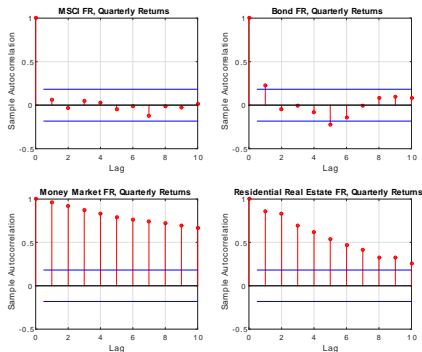 MSCI FR, Quarterly Returns
Sample Autocorrelation
1
0.5
0
-0.5
0 2 4 6 8 10
Lag
Bond FR, Quarterly Returns
Sample Autocorrelation
1
0.5
0
-0.5
0 2 4 6 8 10
Lag
Money Market FR, Quarterly Returns
Sample Autocorrelation
1
0.5
0
-0.5
0 2 4 6 8 10
Lag
Residential Real Estate FR, Quarterly Returns
Sample Autocorrelation
1
0.5
0
-0.5
0 2 4 6 8 10
Lag